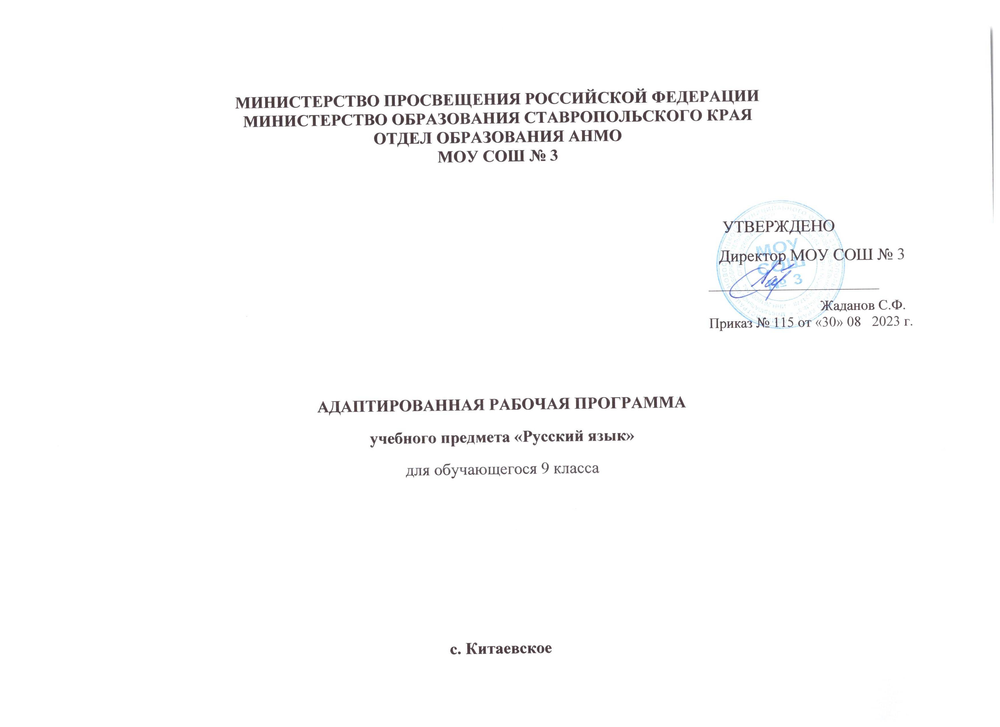 МИНИСТЕРСТВО ПРОСВЕЩЕНИЯ РОССИЙСКОЙ ФЕДЕРАЦИИ
МИНИСТЕРСТВО ОБРАЗОВАНИЯ СТАВРОПОЛЬСКОГО КРАЯ
ОТДЕЛ ОБРАЗОВАНИЯ АНМО
МОУ СОШ № 3
УТВЕРЖДЕНО
Директор МОУ СОШ № 3
МОУ
СОШ
№ 3
Жаданов С.Ф.
Приказ № 115 от «30» 08 2023 г.
АДАПТИРОВАННАЯ РАБОЧАЯ ПРОГРАММА
учебного предмета «Русский язык»
для обучающегося 9 класса
с. Китаевское